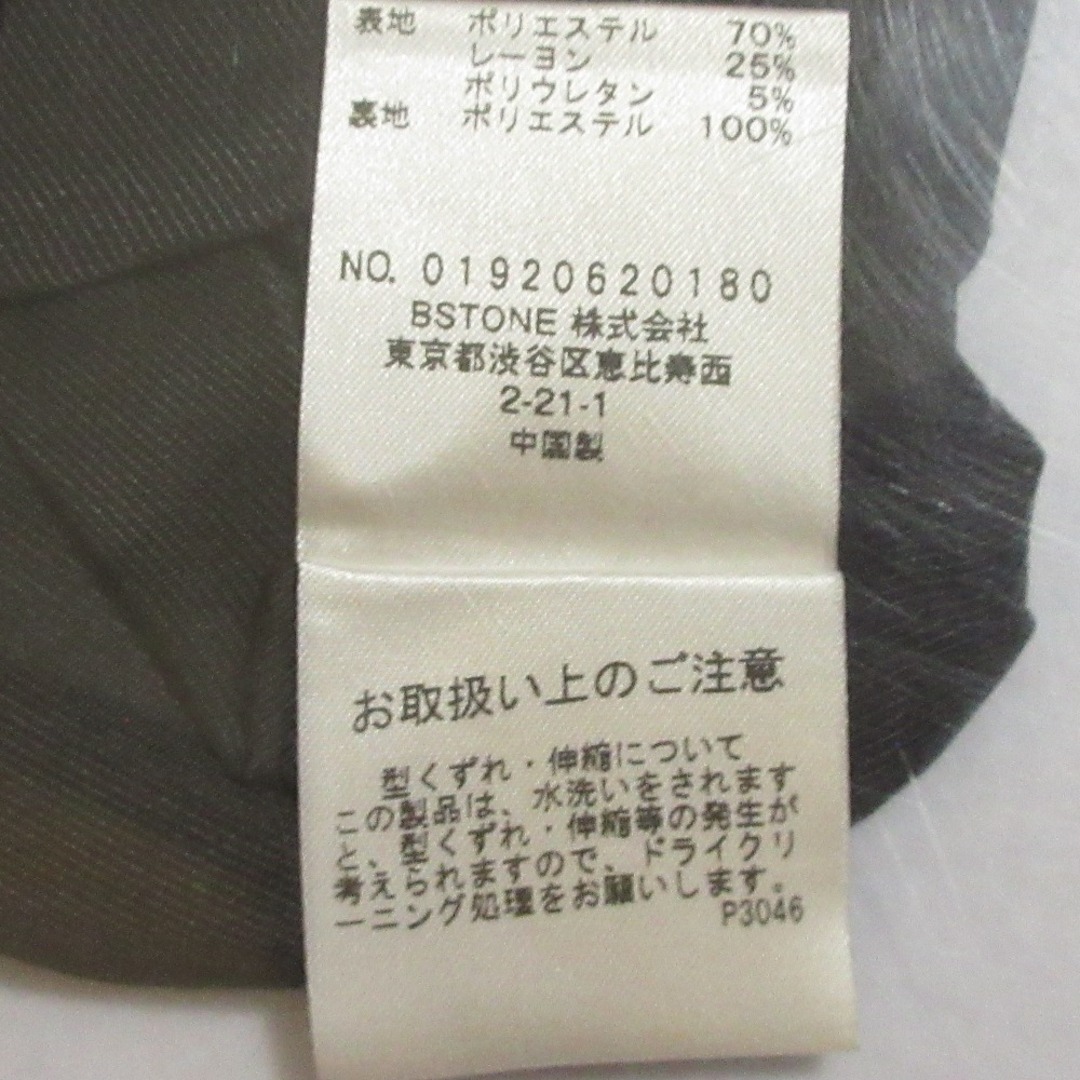 表地 ポリエステル 70%
レーヨン 25%
ポリウレタン 5%
裏地 ポリエステル 100%
NO. 01920620180
BSTONE 株式会社
東京都渋谷区恵比寿西
2-21-1
中国製
お取扱い上のご注意
型くずれ・伸縮について
この製品は、水洗いをされます
と、型くずれ・伸縮等の発生が
考えられますので、ドライクリ
ーニング処理をお願いします。
P3046